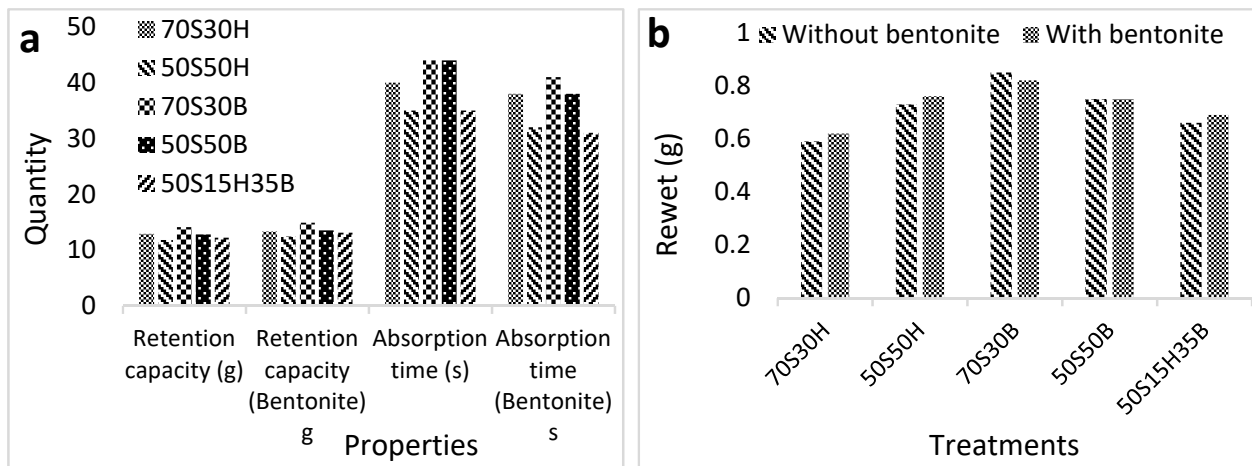 a
50
40
30
20
10
0
Quantity
70S30H
50S50H
70S30B
50S50B
50S15H35B
Retention
capacity (g)
Retention
capacity
(Bentonite)
g
Absorption
time (s)
Absorption
time
(Bentonite)
s
Properties
b
1
0.8
0.6
0.4
0.2
0
Rewet (g)
Without bentonite
With bentonite
70S30H
50S50H
70S30B
50S50B
50S15H35B
Treatments